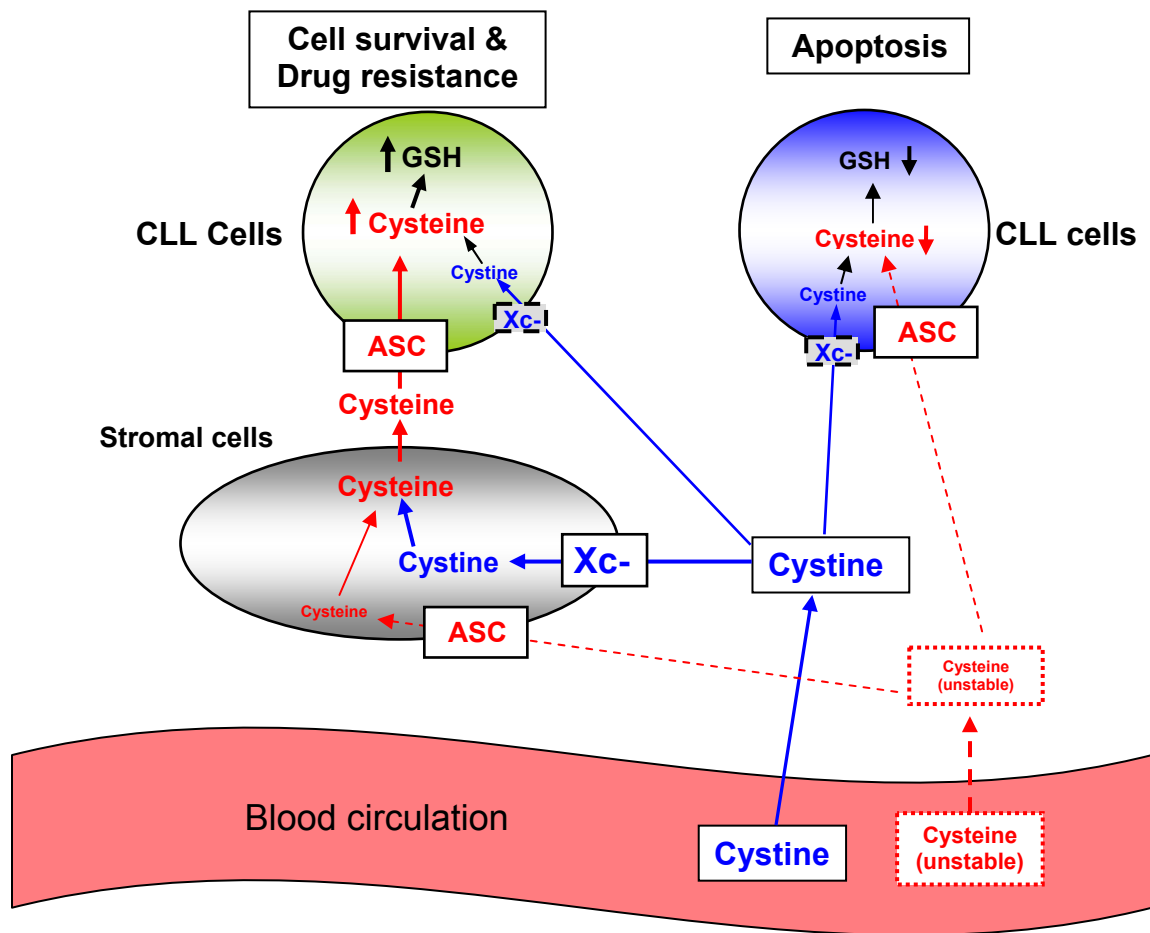 Cell survival &
Drug resistance
Apoptosis
GSH
Cysteine
CLL Cells
Cystine
Xc-
ASC
Cysteine
GSH
Cysteine
CLL cells
Cystine
Xc-
ASC
Stromal cells
Cysteine
Cystine
Xc-
Cysteine
ASC
Cystine
Cysteine
(unstable)
Blood circulation
Cystine
Cysteine
(unstable)